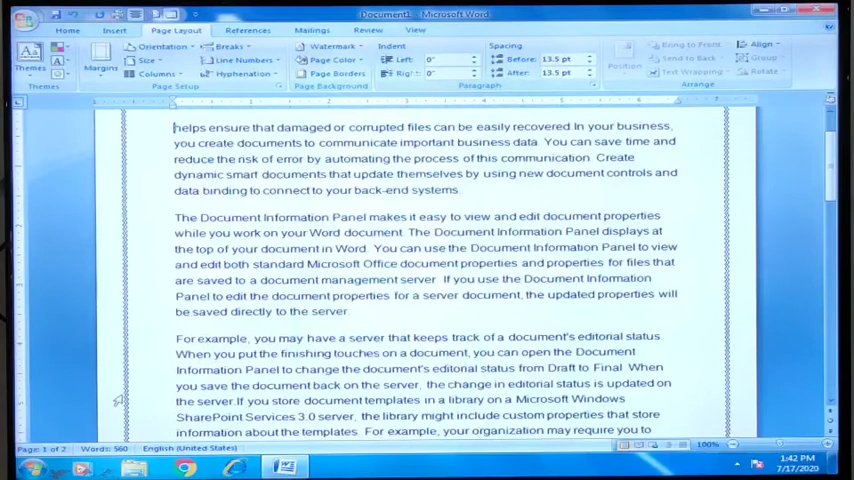 Document1 - Microsoft Word
Home Insert Page Layout References Mailings Review View
Themes
Themes
Margins
Orientation
Size
Columns
Breaks
Line Numbers
Hyphenation
Page Setup
Watermark
Page Color
Page Borders
Page Background
Indent
Left: 0"
Right: 0"
Spacing
Before: 13.5 pt
After: 13.5 pt
Paragraph
Position
Bring to Front
Send to Back
Text Wrapping
Align
Group
Rotate
Arrange
helps ensure that damaged or corrupted files can be easily recovered.In your business,
you create documents to communicate important business data. You can save time and
reduce the risk of error by automating the process of this communication. Create
dynamic smart documents that update themselves by using new document controls and
data binding to connect to your back-end systems.
The Document Information Panel makes it easy to view and edit document properties
while you work on your Word document. The Document Information Panel displays at
the top of your document in Word. You can use the Document Information Panel to view
and edit both standard Microsoft Office document properties and properties for files that
are saved to a document management server. If you use the Document Information
Panel to edit the document properties for a server document, the updated properties will
be saved directly to the server.
For example, you may have a server that keeps track of a document's editorial status.
When you put the finishing touches on a document, you can open the Document
Information Panel to change the document's editorial status from Draft to Final. When
you save the document back on the server, the change in editorial status is updated on
the server.If you store document templates in a library on a Microsoft Windows
SharePoint Services 3.0 server, the library might include custom properties that store
information about the templates. For example, your organization may require you to
Page: 1 of 2 Words: 560 English (United States) 100%
1:42 PM
7/17/2020